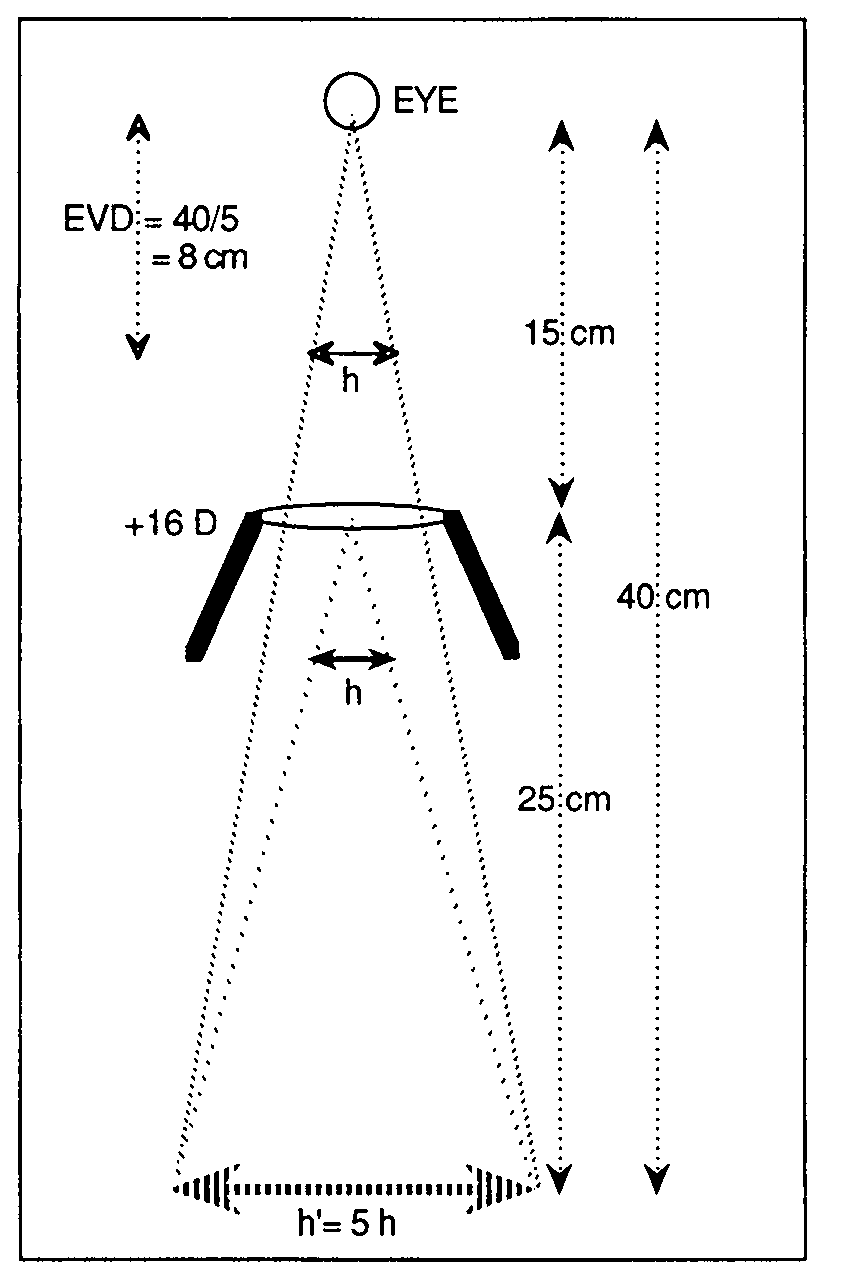 EYE
EVD = 40/5
= 8 cm
15 cm
h
+16 D
40 cm
h
25 cm
h'= 5 h